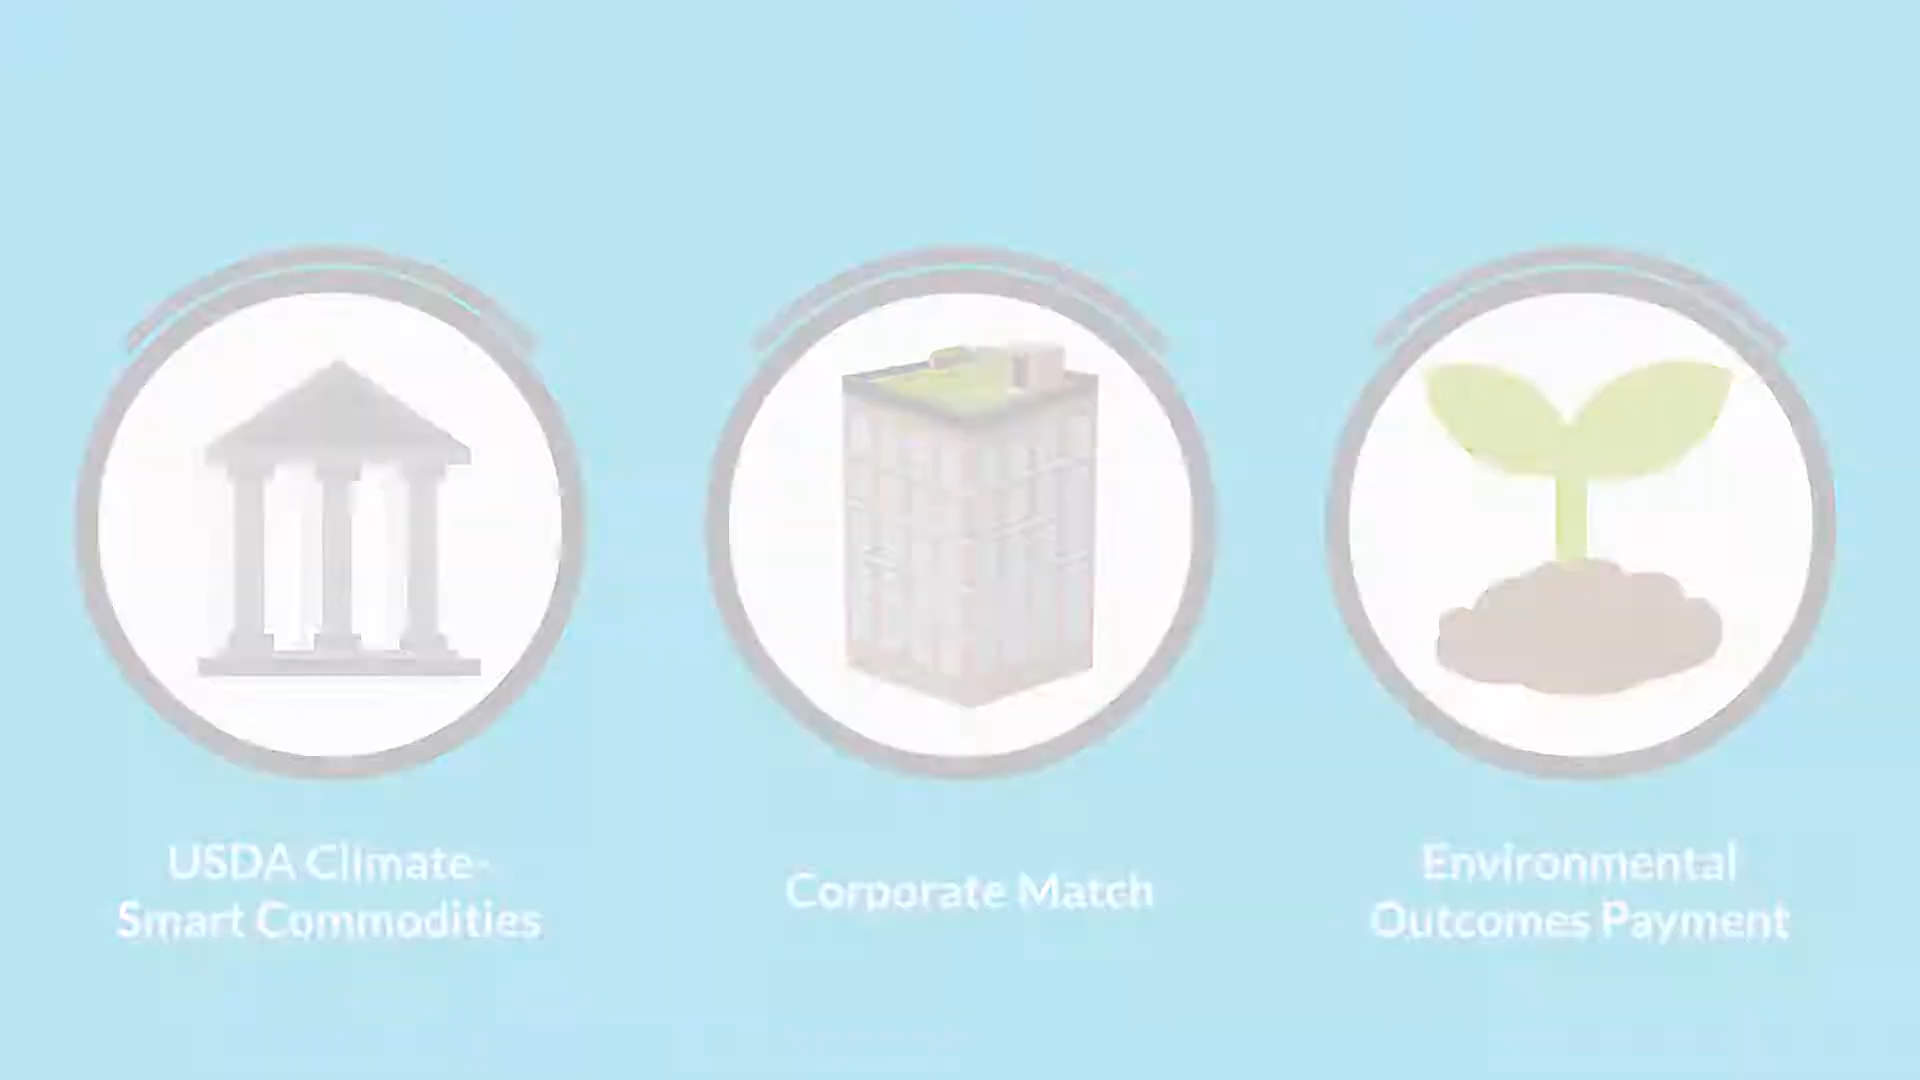 USDA Climate-
Smart Commodities
Corporate Match
Environmental
Outcomes Payment